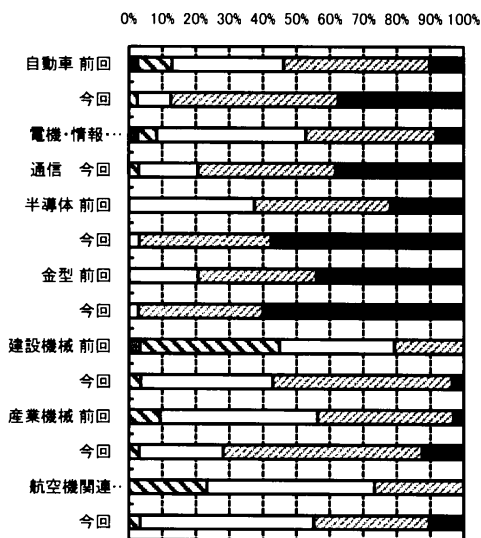 0% 10% 20% 30% 40% 50% 60% 70% 80% 90% 100%
自動車 前回
今回
電機・情報‥
通信 今回
半導体 前回
今回
金型 前回
今回
建設機械 前回
今回
産業機械 前回
今回
航空機関連‥
今回